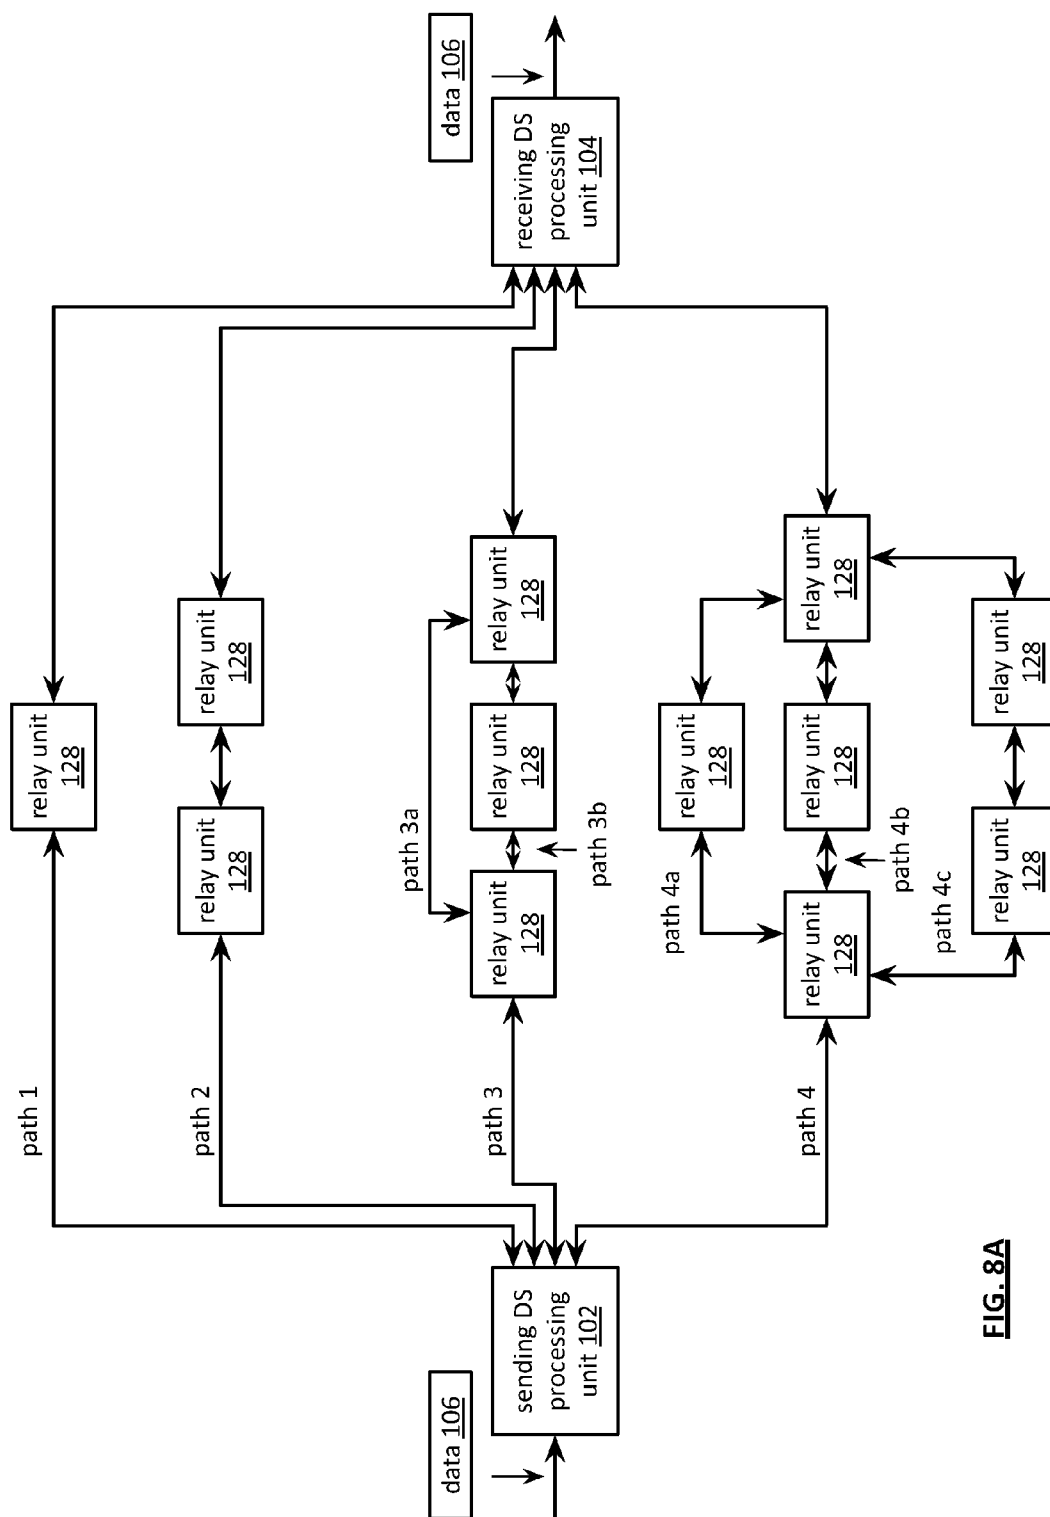 path 1
relay unit
128
path 2
relay unit
128
relay unit
128
data 106
sending DS
processing
unit 102
path 3
relay unit
128
path 3a
path 3b
relay unit
128
relay unit
128
receiving DS
processing
unit 104
data 106
path 4
relay unit
128
path 4a
relay unit
128
path 4b
relay unit
128
relay unit
128
path 4c
relay unit
128
relay unit
128
FIG. 8A